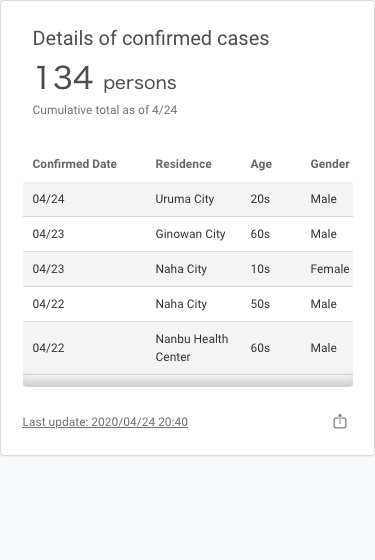 Details of confirmed cases
134 persons
Cumulative total as of 4/24
Confirmed Date Residence Age Gender
04/24 Uruma City 20s Male
04/23 Ginowan City 60s Male
04/23 Naha City 10s Female
04/22 Naha City 50s Male
04/22 Nanbu Health Center 60s Male
Last update: 2020/04/24 20:40